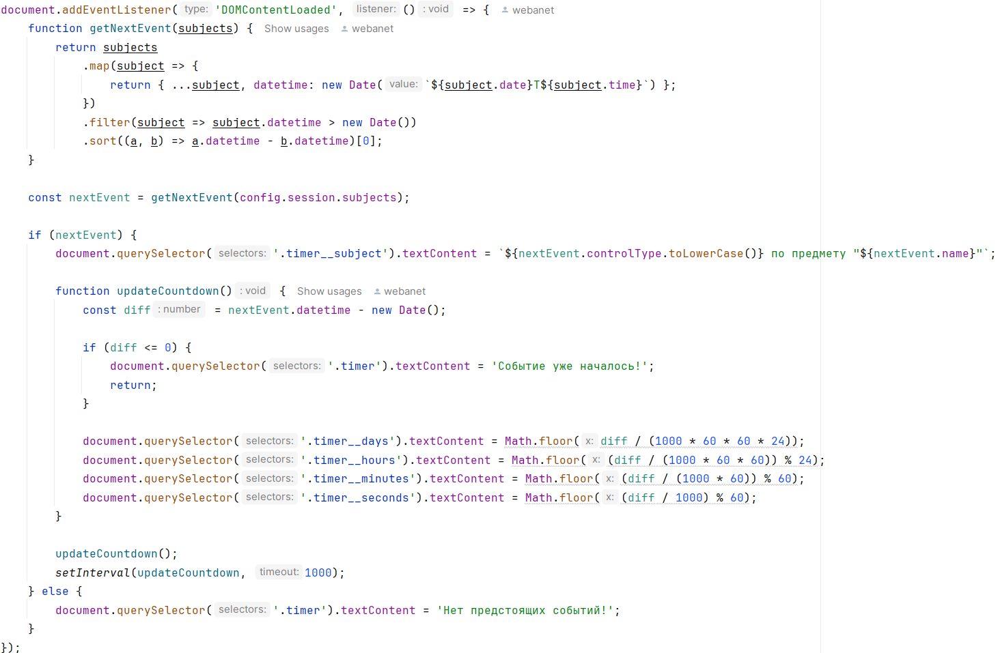 document.addEventListener( type: 'DOMContentLoaded', listener: () : void => { webanet
function getNextEvent(subjects) { Show usages webanet
return subjects
.map(subject => {
return { ...subject, datetime: new Date( value: `${subject.date}T${subject.time}`) };
})
.filter(subject => subject.datetime > new Date())
.sort((a, b) => a.datetime - b.datetime)[0];
}
const nextEvent = getNextEvent(config.session.subjects);
if (nextEvent) {
document.querySelector( selectors: '.timer__subject').textContent = `${nextEvent.controlType.toLowerCase()} по предмету "${nextEvent.name}"`;
function updateCountdown() : void { Show usages webanet
const diff : number = nextEvent.datetime - new Date();
if (diff <= 0) {
document.querySelector( selectors: '.timer').textContent = 'Событие уже началось!';
return;
}
document.querySelector( selectors: '.timer__days').textContent = Math.floor( x: diff / (1000 * 60 * 60 * 24));
document.querySelector( selectors: '.timer__hours').textContent = Math.floor( x: (diff / (1000 * 60 * 60)) % 24);
document.querySelector( selectors: '.timer__minutes').textContent = Math.floor( x: (diff / (1000 * 60)) % 60);
document.querySelector( selectors: '.timer__seconds').textContent = Math.floor( x: (diff / 1000) % 60);
}
updateCountdown();
setInterval(updateCountdown, timeout: 1000);
} else {
document.querySelector( selectors: '.timer').textContent = 'Нет предстоящих событий!';
}
});